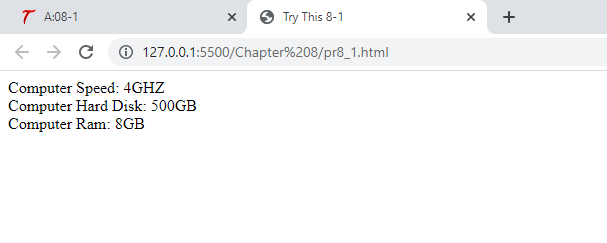 A:08-1
Try This 8-1
127.0.0.1:5500/Chapter%208/pr8_1.html
Computer Speed: 4GHZ
Computer Hard Disk: 500GB
Computer Ram: 8GB